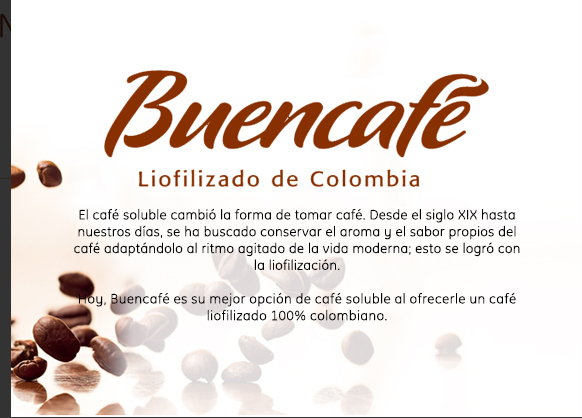 Buencafé
Liofilizado de Colombia
El café soluble cambió la forma de tomar café. Desde el siglo XIX hasta
nuestros días, se ha buscado conservar el aroma y el sabor propios del
café adaptándolo al ritmo agitado de la vida moderna; esto se logró con
la liofilización.
Hoy, Buencafé es su mejor opción de café soluble al ofrecerle un café
liofilizado 100% colombiano.